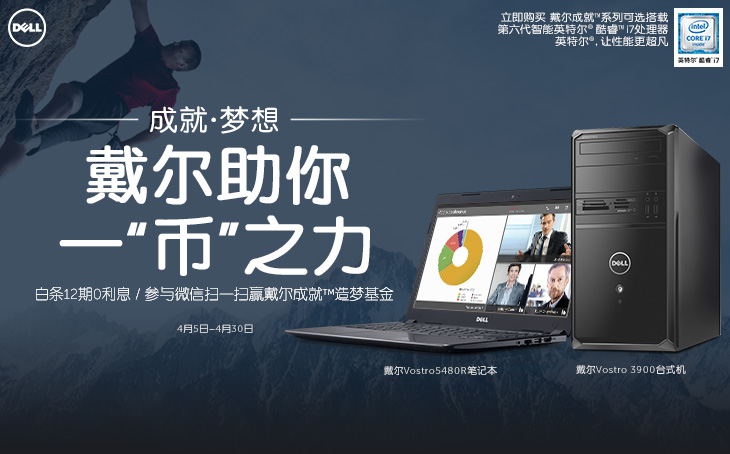 DELL
立即购买 戴尔成就™系列可选搭载
第六代智能英特尔® 酷睿™ i7处理器
英特尔®, 让性能更超凡
intel
CORE i7
inside
英特尔® 酷睿™ i7
成就·梦想
戴尔助你
一“币”之力
白条12期0利息 / 参与微信扫一扫赢戴尔成就™造梦基金
4月5日-4月30日
DELL
DELL
戴尔Vostro5480R笔记本
戴尔Vostro 3900台式机